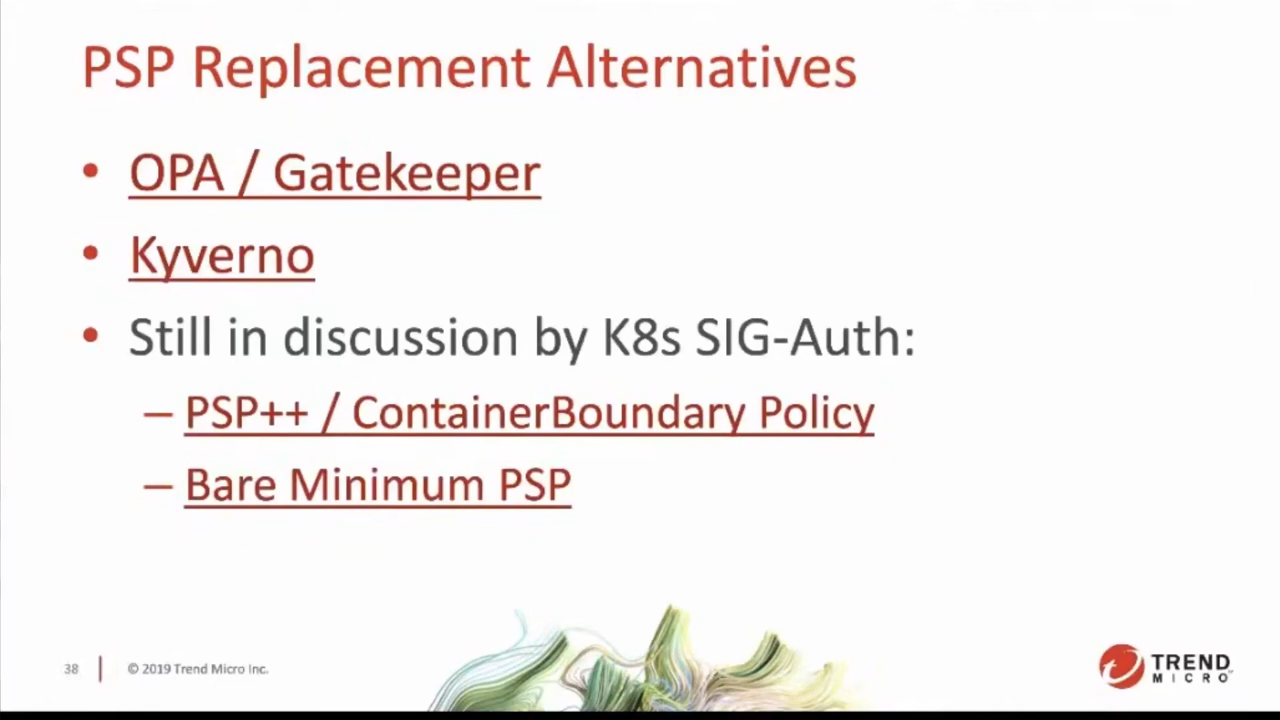 PSP Replacement Alternatives
• OPA / Gatekeeper
• Kyverno
• Still in discussion by K8s SIG-Auth:
– PSP++ / ContainerBoundary Policy
– Bare Minimum PSP
38
© 2019 Trend Micro Inc.
TREND
MICRO